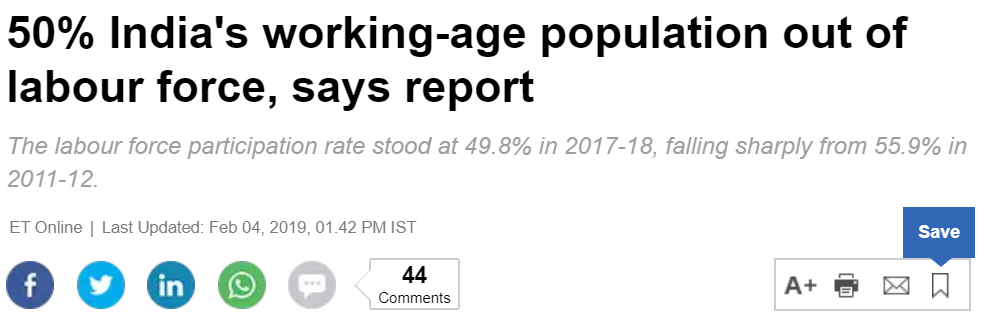 50% India's working-age population out of
labour force, says report
The labour force participation rate stood at 49.8% in 2017-18, falling sharply from 55.9% in
2011-12.
ET Online | Last Updated: Feb 04, 2019, 01.42 PM IST
Save
f
in
44
Comments
A+